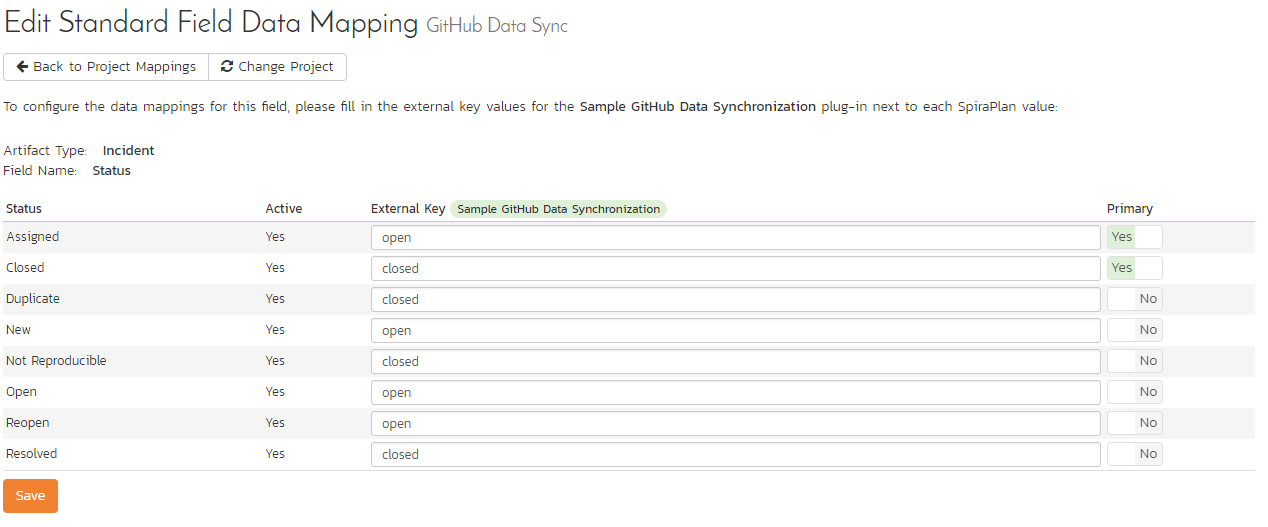 Edit Standard Field Data Mapping GitHub Data Sync
Back to Project Mappings Change Project
To configure the data mappings for this field, please fill in the external key values for the Sample GitHub Data Synchronization plug-in next to each SpiraPlan value:
Artifact Type: Incident
Field Name: Status
Status Active External Key Sample GitHub Data Synchronization Primary
Assigned Yes open Yes
Closed Yes closed Yes
Duplicate Yes closed No
New Yes open No
Not Reproducible Yes closed No
Open Yes open No
Reopen Yes open No
Resolved Yes closed No
Save